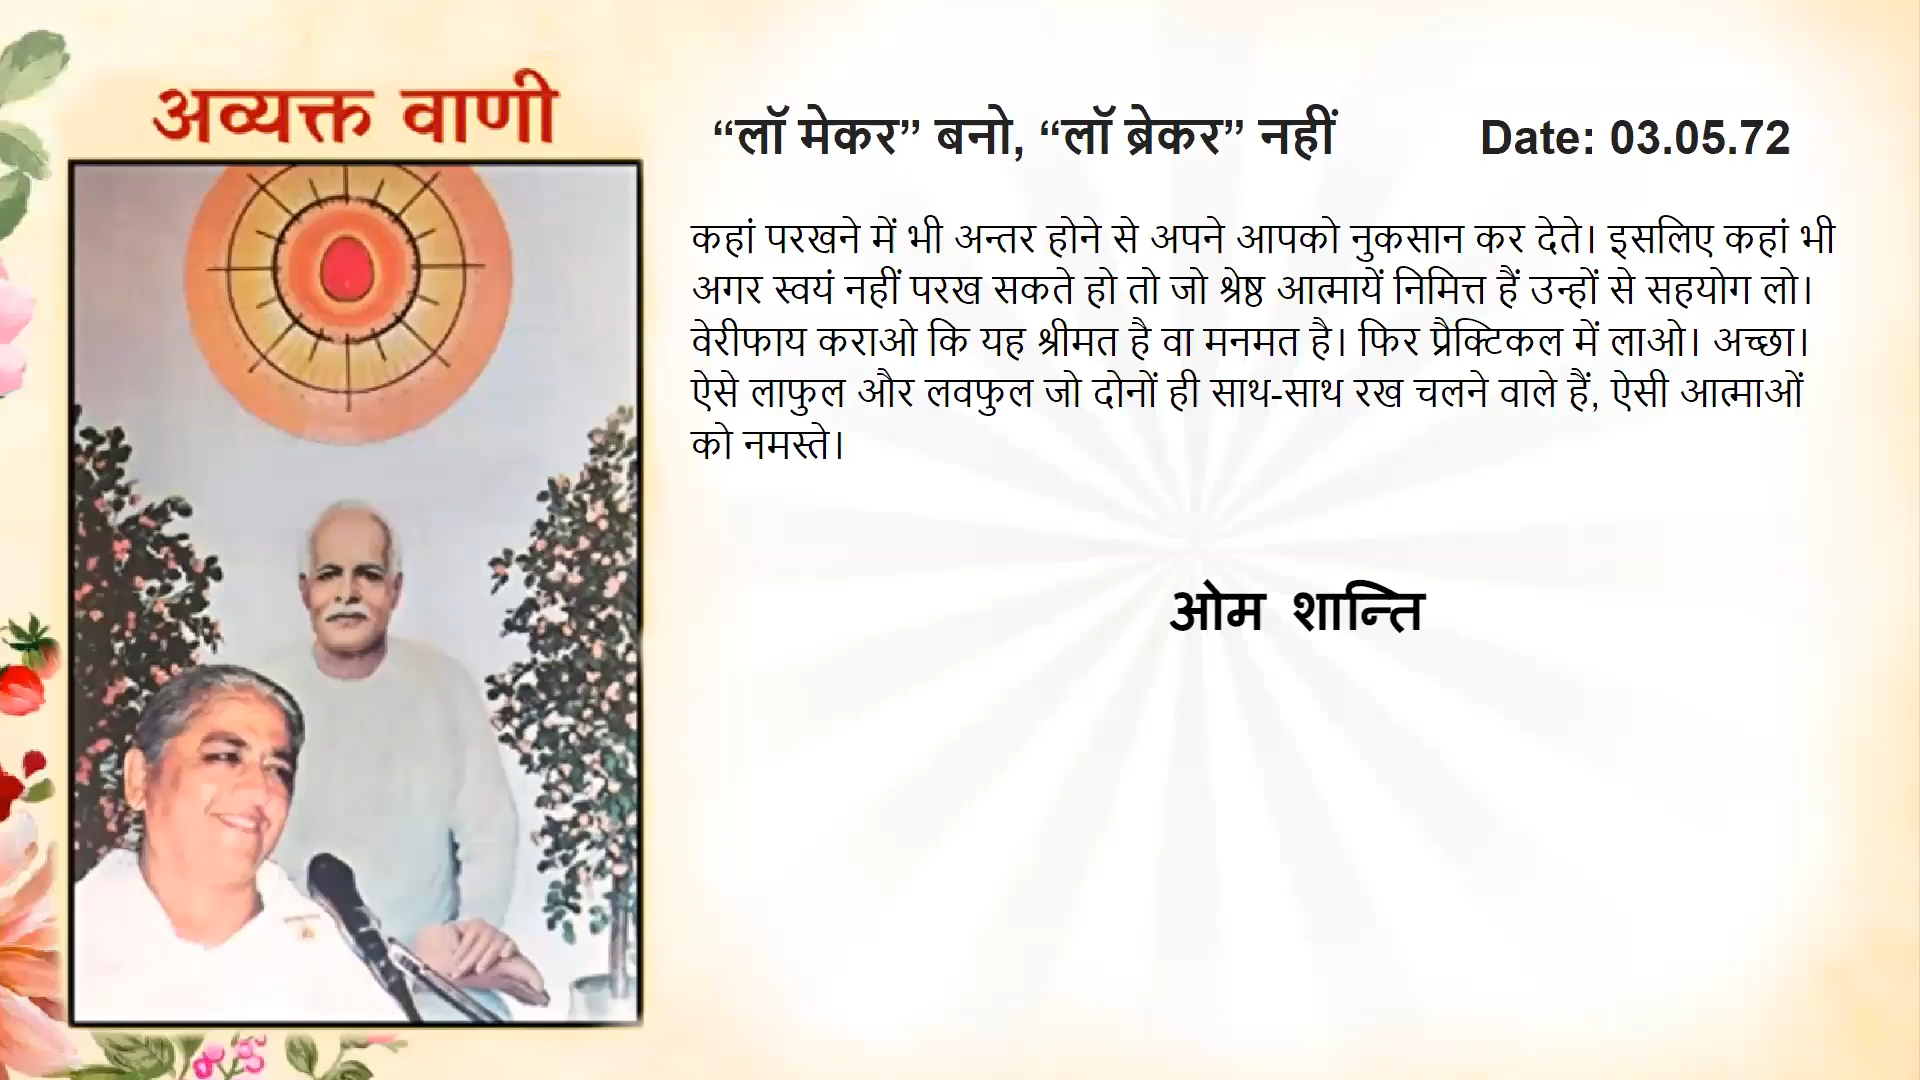 अव्यक्त वाणी
“लॉ मेकर” बनो, “लॉ ब्रेकर” नहीं Date: 03.05.72
कहां परखने में भी अन्तर होने से अपने आपको नुकसान कर देते। इसलिए कहां भी
अगर स्वयं नहीं परख सकते हो तो जो श्रेष्ठ आत्मायें निमित्त हैं उन्हों से सहयोग लो।
वेरीफाय कराओ कि यह श्रीमत है वा मनमत है। फिर प्रैक्टिकल में लाओ। अच्छा।
ऐसे लाफुल और लवफुल जो दोनों ही साथ-साथ रख चलने वाले हैं, ऐसी आत्माओं
को नमस्ते।
ओम शान्ति